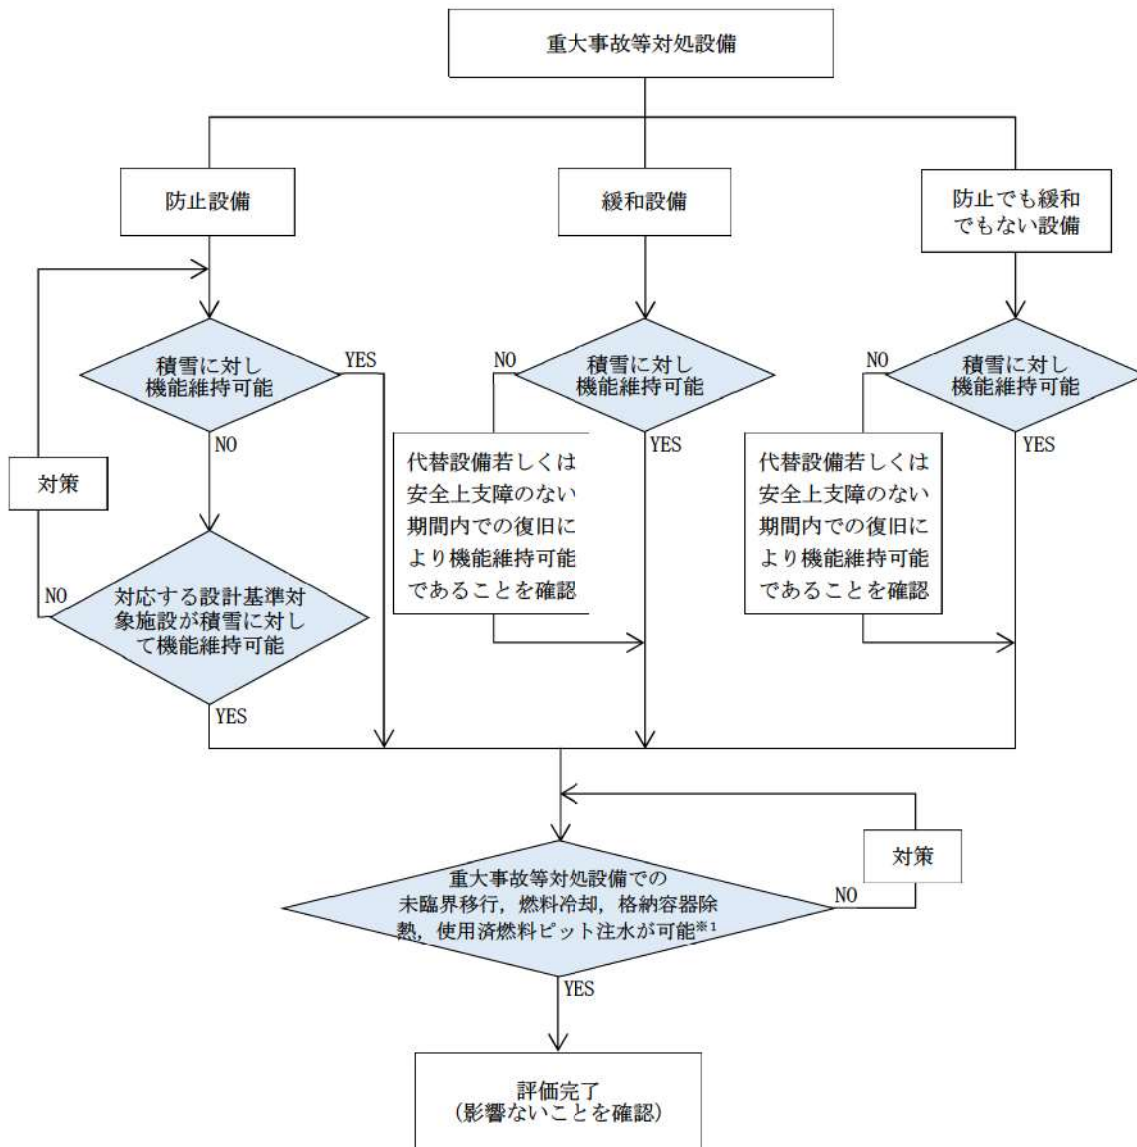 重大事故等対処設備
防止設備
緩和設備
防止でも緩和
でもない設備
積雪に対し
機能維持可能
YES
NO
積雪に対し
機能維持可能
NO
YES
積雪に対し
機能維持可能
NO
YES
対策
代替設備若しくは
安全上支障のない
期間内での復旧に
より機能維持可能
であることを確認
代替設備若しくは
安全上支障のない
期間内での復旧に
より機能維持可能
であることを確認
NO
対応する設計基準対
象施設が積雪に対し
て機能維持可能
YES
対策
重大事故等対処設備での
未臨界移行，燃料冷却，格納容器除
熱，使用済燃料ピット注水が可能※1
NO
YES
評価完了
（影響ないことを確認）